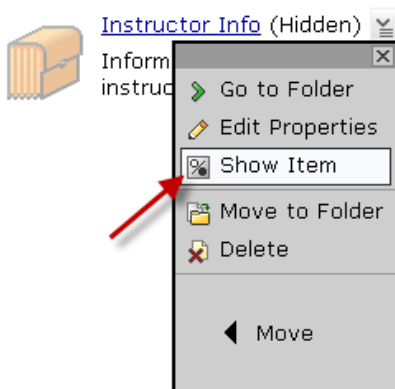 Instructor Info (Hidden)
Inform
instruc
Go to Folder
Edit Properties
Show Item
Move to Folder
Delete
Move